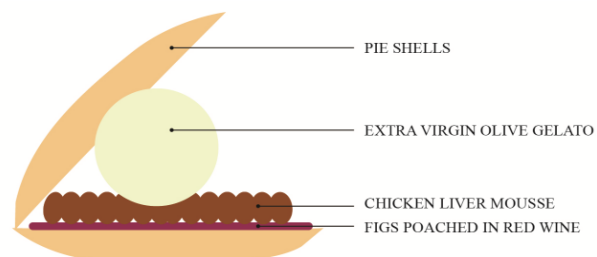 PIE SHELLS
EXTRA VIRGIN OLIVE GELATO
CHICKEN LIVER MOUSSE
FIGS POACHED IN RED WINE